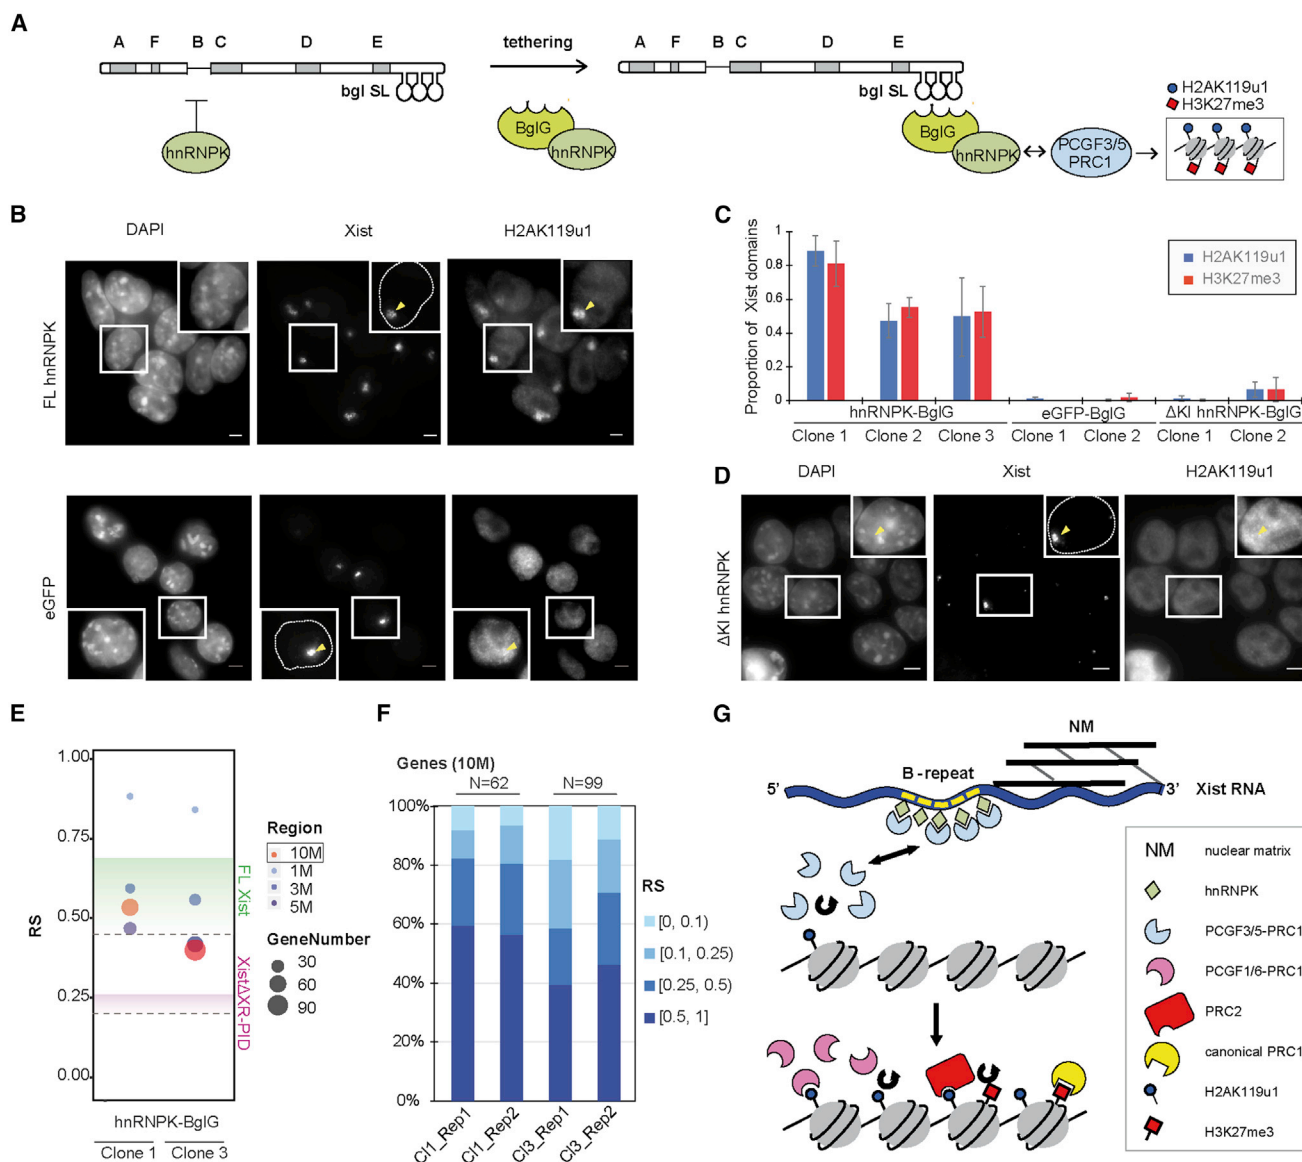 A
A F B C D E
bgl SL
hnRNPK
tethering
BglG
hnRNPK
A F B C D E
bgl SL
BglG
hnRNPK
PCGF3/5
PRC1
H2AK119u1
H3K27me3
B
DAPI Xist H2AK119u1
FL hnRNPK
eGFP
C
Proportion of Xist domains
1
0.8
0.6
0.4
0.2
0
H2AK119u1
H3K27me3
hnRNPK-BglG eGFP-BglG ΔKI hnRNPK-BglG
Clone 1 Clone 2 Clone 3 Clone 1 Clone 2 Clone 1 Clone 2
D
DAPI Xist H2AK119u1
ΔKI hnRNPK
E
RS
1.00
0.75
0.50
0.25
0.00
FL Xist
XistΔXR-PID
hnRNPK-BglG
Clone 1 Clone 3
Region
10M
1M
3M
5M
GeneNumber
30
60
90
F
Genes (10M)
N=62 N=99
100%
80%
60%
40%
20%
0%
Cl1_Rep1
Cl1_Rep2
Cl3_Rep1
Cl3_Rep2
RS
[0, 0.1)
[0.1, 0.25)
[0.25, 0.5)
[0.5, 1]
G
NM
B-repeat
5'
3'
Xist RNA
NM nuclear matrix
hnRNPK
PCGF3/5-PRC1
PCGF1/6-PRC1
PRC2
canonical PRC1
H2AK119u1
H3K27me3